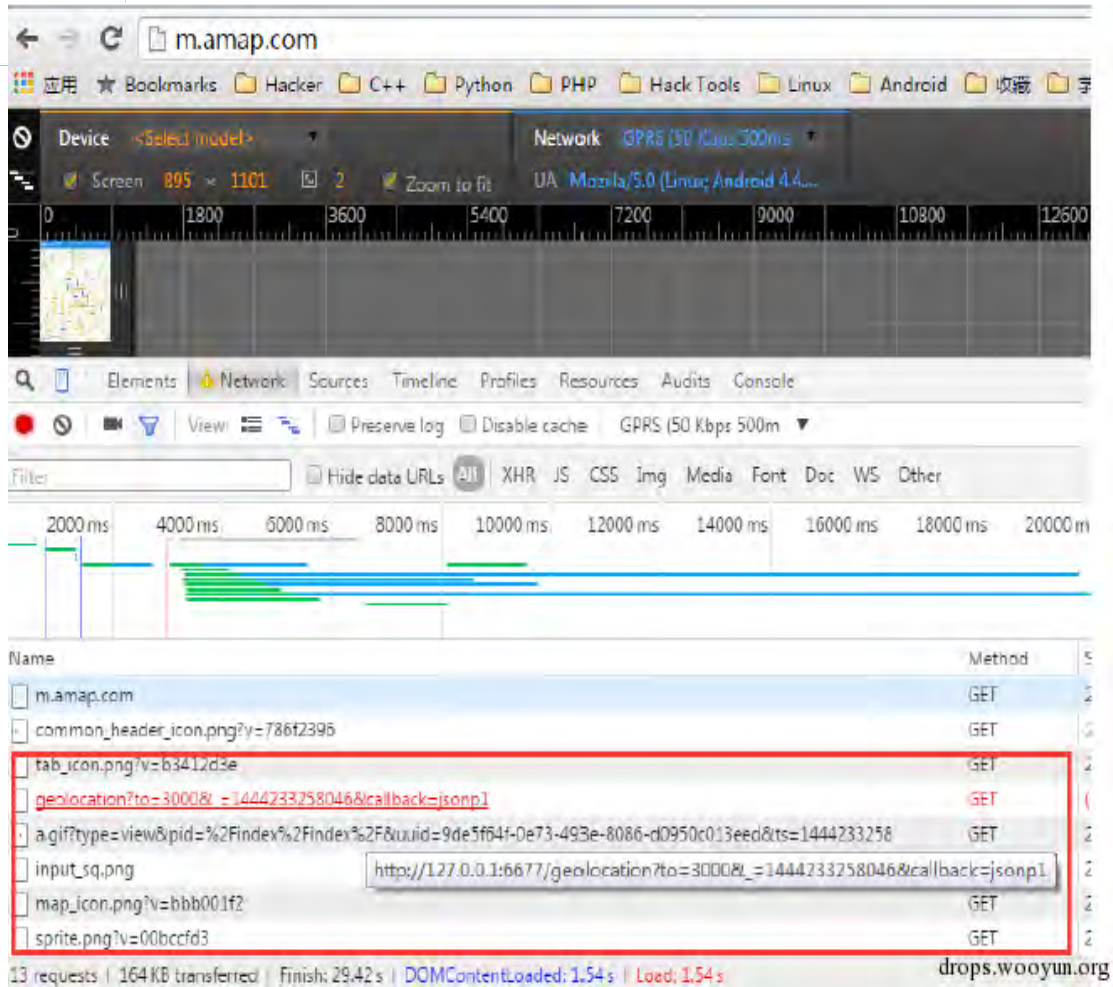 m.amap.com
应用 Bookmarks Hacker C++ Python PHP Hack Tools Linux Android 收藏
Device <Select model> Network GPRS (50 Kbps 500ms
Screen 895 × 1101 2 Zoom to fit UA Mozilla/5.0 (Linux; Android 4.4....
0 1800 3600 5400 7200 9000 10800 12600
Elements Network Sources Timeline Profiles Resources Audits Console
View: Preserve log Disable cache GPRS (50 Kbps 500m
Filter Hide data URLs All XHR JS CSS Img Media Font Doc WS Other
2000 ms 4000 ms 6000 ms 8000 ms 10000 ms 12000 ms 14000 ms 16000 ms 18000 ms 20000 m
Name Method
m.amap.com GET
common_header_icon.png?v=786f2396 GET
tab_icon.png?v=b3412d3e GET
geolocation?to=3000&_=1444233258046&callback=jsonp1 GET
a.gif?type=view&pid=%2Findex%2Findex%2F&uuid=9de5f64f-0e73-493e-8086-d0950c013eed&ts=1444233258 GET
input_sq.png
http://127.0.0.1:6677/geolocation?to=3000&_=1444233258046&callback=jsonp1
map_icon.png?v=bbb001f2 GET
sprite.png?v=00bccfd3 GET
13 requests | 164 KB transferred | Finish: 29.42 s | DOMContentLoaded: 1.54 s | Load: 1.54 s
drops.wooyun.org